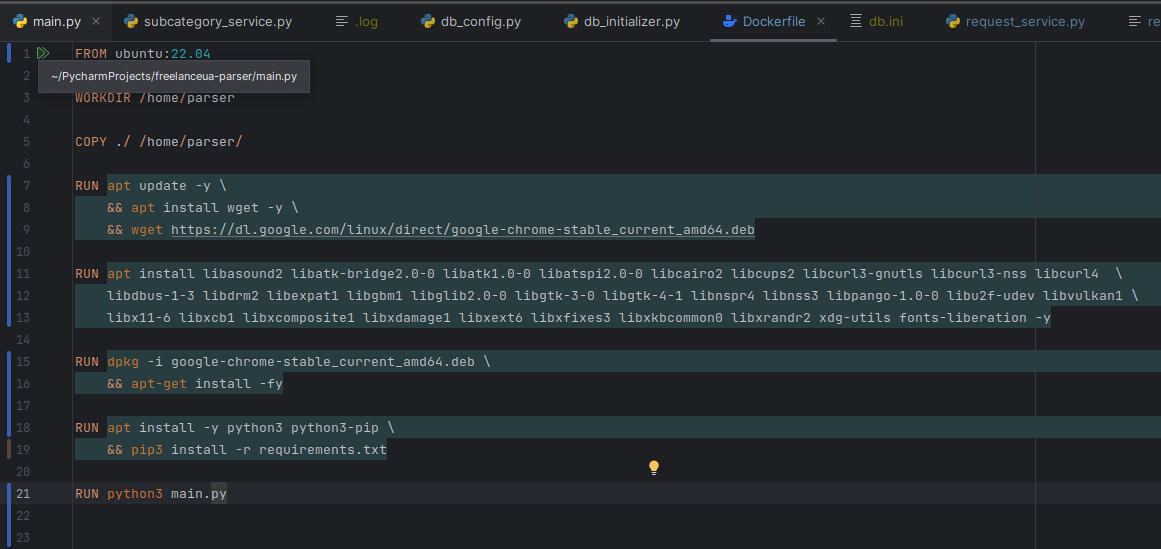 main.py subcategory_service.py .log db_config.py db_initializer.py Dockerfile db.ini request_service.py re
1 FROM ubuntu:22.04
2 ~/PycharmProjects/freelanceua-parser/main.py
3 WORKDIR /home/parser
4
5 COPY ./ /home/parser/
6
7 RUN apt update -y \
8 && apt install wget -y \
9 && wget https://dl.google.com/linux/direct/google-chrome-stable_current_amd64.deb
10
11 RUN apt install libasound2 libatk-bridge2.0-0 libatk1.0-0 libatspi2.0-0 libcairo2 libcups2 libcurl3-gnutls libcurl3-nss libcurl4 \
12 libdbus-1-3 libdrm2 libexpat1 libgbm1 libglib2.0-0 libgtk-3-0 libgtk-4-1 libnspr4 libnss3 libpango-1.0-0 libu2f-udev libvulkan1 \
13 libx11-6 libxcb1 libxcomposite1 libxdamage1 libxext6 libxfixes3 libxkbcommon0 libxrandr2 xdg-utils fonts-liberation -y
14
15 RUN dpkg -i google-chrome-stable_current_amd64.deb \
16 && apt-get install -fy
17
18 RUN apt install -y python3 python3-pip \
19 && pip3 install -r requirements.txt
20
21 RUN python3 main.py
22
23